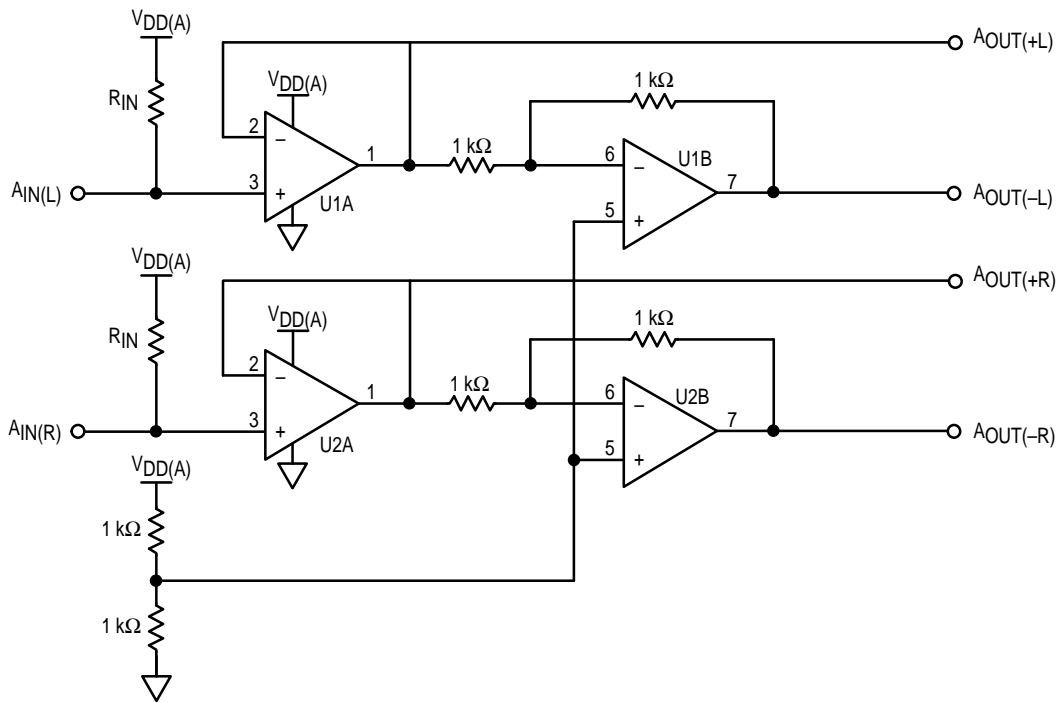 VDD(A)
AOUT(+L)
RIN
VDD(A)
1 kΩ
2
–
1
1 kΩ
6
–
U1B
7
AIN(L)
3
+
U1A
5
+
AOUT(–L)
VDD(A)
AOUT(+R)
RIN
VDD(A)
1 kΩ
2
–
1
1 kΩ
6
–
U2B
7
AIN(R)
3
+
U2A
5
+
AOUT(–R)
VDD(A)
1 kΩ
1 kΩ